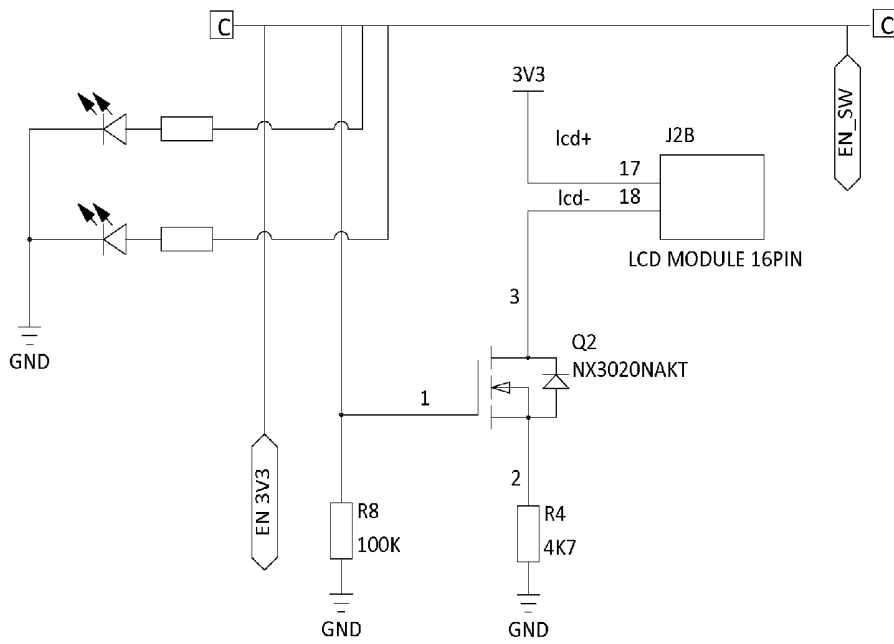 C
C
3V3
EN_SW
lcd+
J2B
17
lcd-
18
LCD MODULE 16PIN
GND
3
Q2
NX3020NAKT
1
EN 3V3
2
R8
100K
R4
4K7
GND
GND